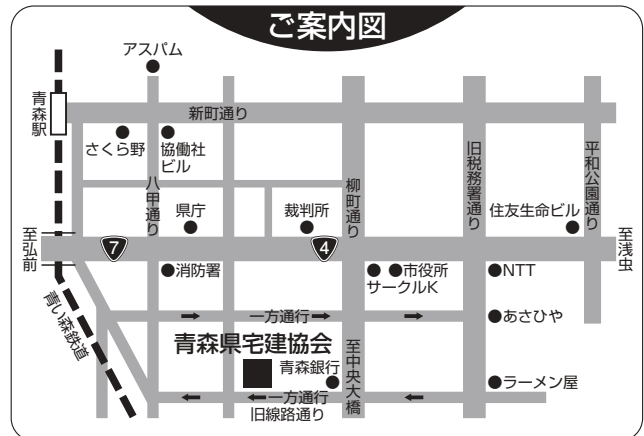 ご案内図
アスパム
青森駅
新町通り
さくら野
協働社
ビル
八甲通り
柳町通り
旧税務署通り
平和公園通り
県庁
裁判所
住友生命ビル
至弘前
7
4
至浅虫
消防署
市役所
サークルK
NTT
青い森鉄道
一方通行
あさひや
青森県宅建協会
青森銀行
至中央大橋
ラーメン屋
一方通行
旧線路通り